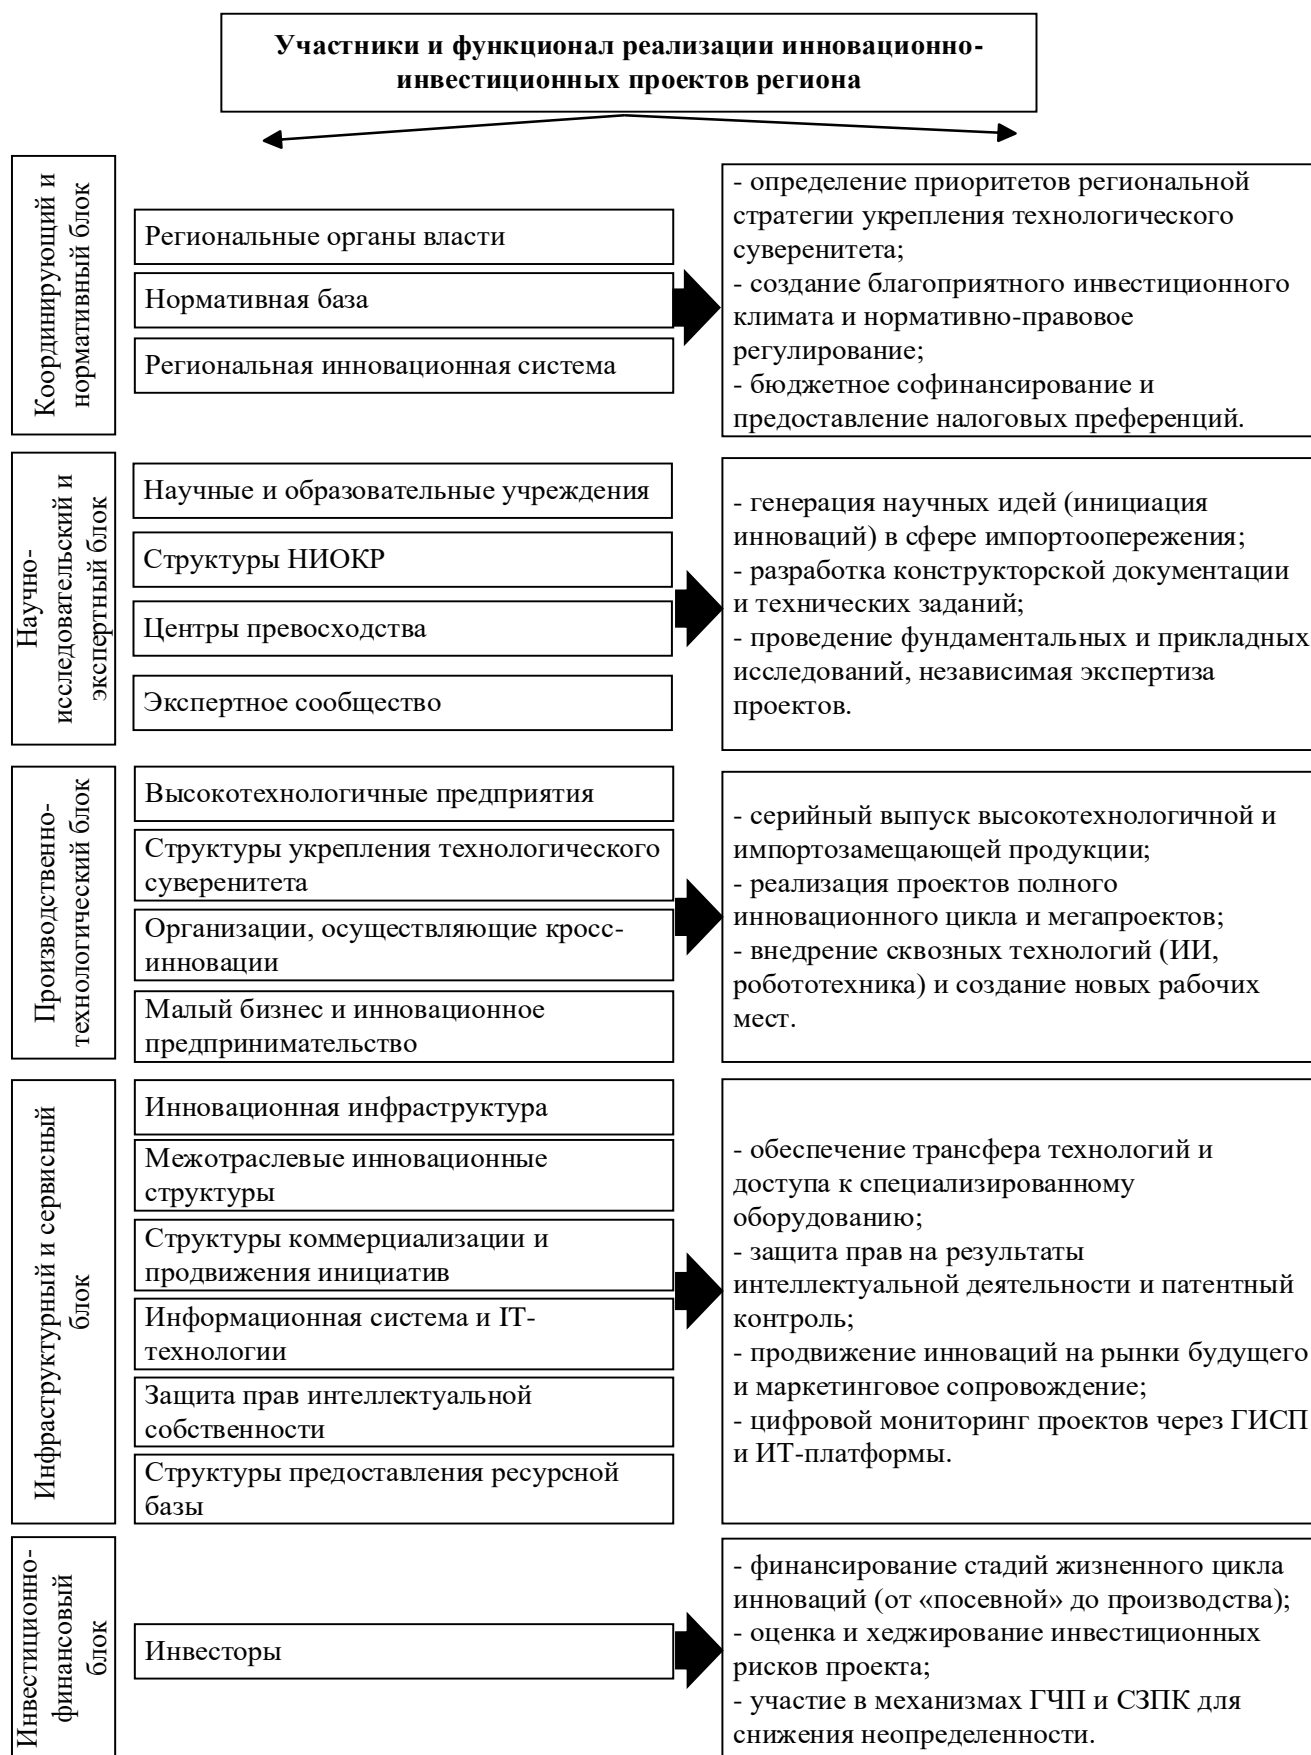 Участники и функционал реализации инновационно-
инвестиционных проектов региона
Координирующий и
нормативный блок
Региональные органы власти
Нормативная база
Региональная инновационная система
- определение приоритетов региональной
стратегии укрепления технологического
суверенитета;
- создание благоприятного инвестиционного
климата и нормативно-правовое
регулирование;
- бюджетное софинансирование и
предоставление налоговых преференций.
Научно-
исследовательский и
экспертный блок
Научные и образовательные учреждения
Структуры НИОКР
Центры превосходства
Экспертное сообщество
- генерация научных идей (инициация
инноваций) в сфере импортоопережения;
- разработка конструкторской документации
и технических заданий;
- проведение фундаментальных и прикладных
исследований, независимая экспертиза
проектов.
Производственно-
технологический блок
Высокотехнологичные предприятия
Структуры укрепления технологического
суверенитета
Организации, осуществляющие кросс-
инновации
Малый бизнес и инновационное
предпринимательство
- серийный выпуск высокотехнологичной и
импортозамещающей продукции;
- реализация проектов полного
инновационного цикла и мегапроектов;
- внедрение сквозных технологий (ИИ,
робототехника) и создание новых рабочих
мест.
Инфраструктурный и сервисный
блок
Инновационная инфраструктура
Межотраслевые инновационные
структуры
Структуры коммерциализации и
продвижения инициатив
Информационная система и IT-
технологии
Защита прав интеллектуальной
собственности
Структуры предоставления ресурсной
базы
- обеспечение трансфера технологий и
доступа к специализированному
оборудованию;
- защита прав на результаты
интеллектуальной деятельности и патентный
контроль;
- продвижение инноваций на рынки будущего
и маркетинговое сопровождение;
- цифровой мониторинг проектов через ГИСП
и ИТ-платформы.
Инвестиционно-
финансовый
блок
Инвесторы
- финансирование стадий жизненного цикла
инноваций (от «посевной» до производства);
- оценка и хеджирование инвестиционных
рисков проекта;
- участие в механизмах ГЧП и СЗПК для
снижения неопределенности.